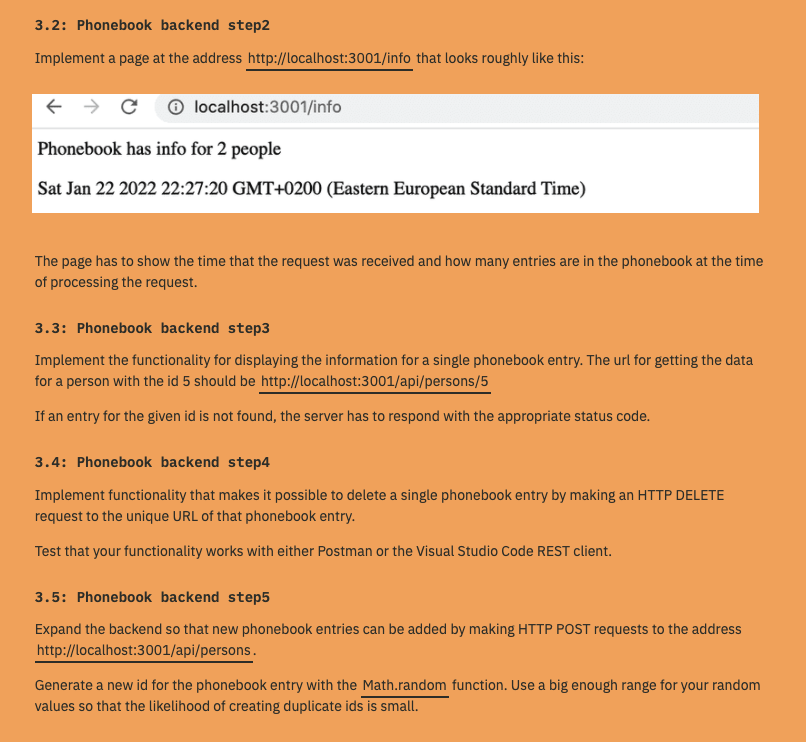 3.2: Phonebook backend step2
Implement a page at the address http://localhost:3001/info that looks roughly like this:
localhost:3001/info
Phonebook has info for 2 people
Sat Jan 22 2022 22:27:20 GMT+0200 (Eastern European Standard Time)
The page has to show the time that the request was received and how many entries are in the phonebook at the time
of processing the request.
3.3: Phonebook backend step3
Implement the functionality for displaying the information for a single phonebook entry. The url for getting the data
for a person with the id 5 should be http://localhost:3001/api/persons/5
If an entry for the given id is not found, the server has to respond with the appropriate status code.
3.4: Phonebook backend step4
Implement functionality that makes it possible to delete a single phonebook entry by making an HTTP DELETE
request to the unique URL of that phonebook entry.
Test that your functionality works with either Postman or the Visual Studio Code REST client.
3.5: Phonebook backend step5
Expand the backend so that new phonebook entries can be added by making HTTP POST requests to the address
http://localhost:3001/api/persons.
Generate a new id for the phonebook entry with the Math.random function. Use a big enough range for your random
values so that the likelihood of creating duplicate ids is small.